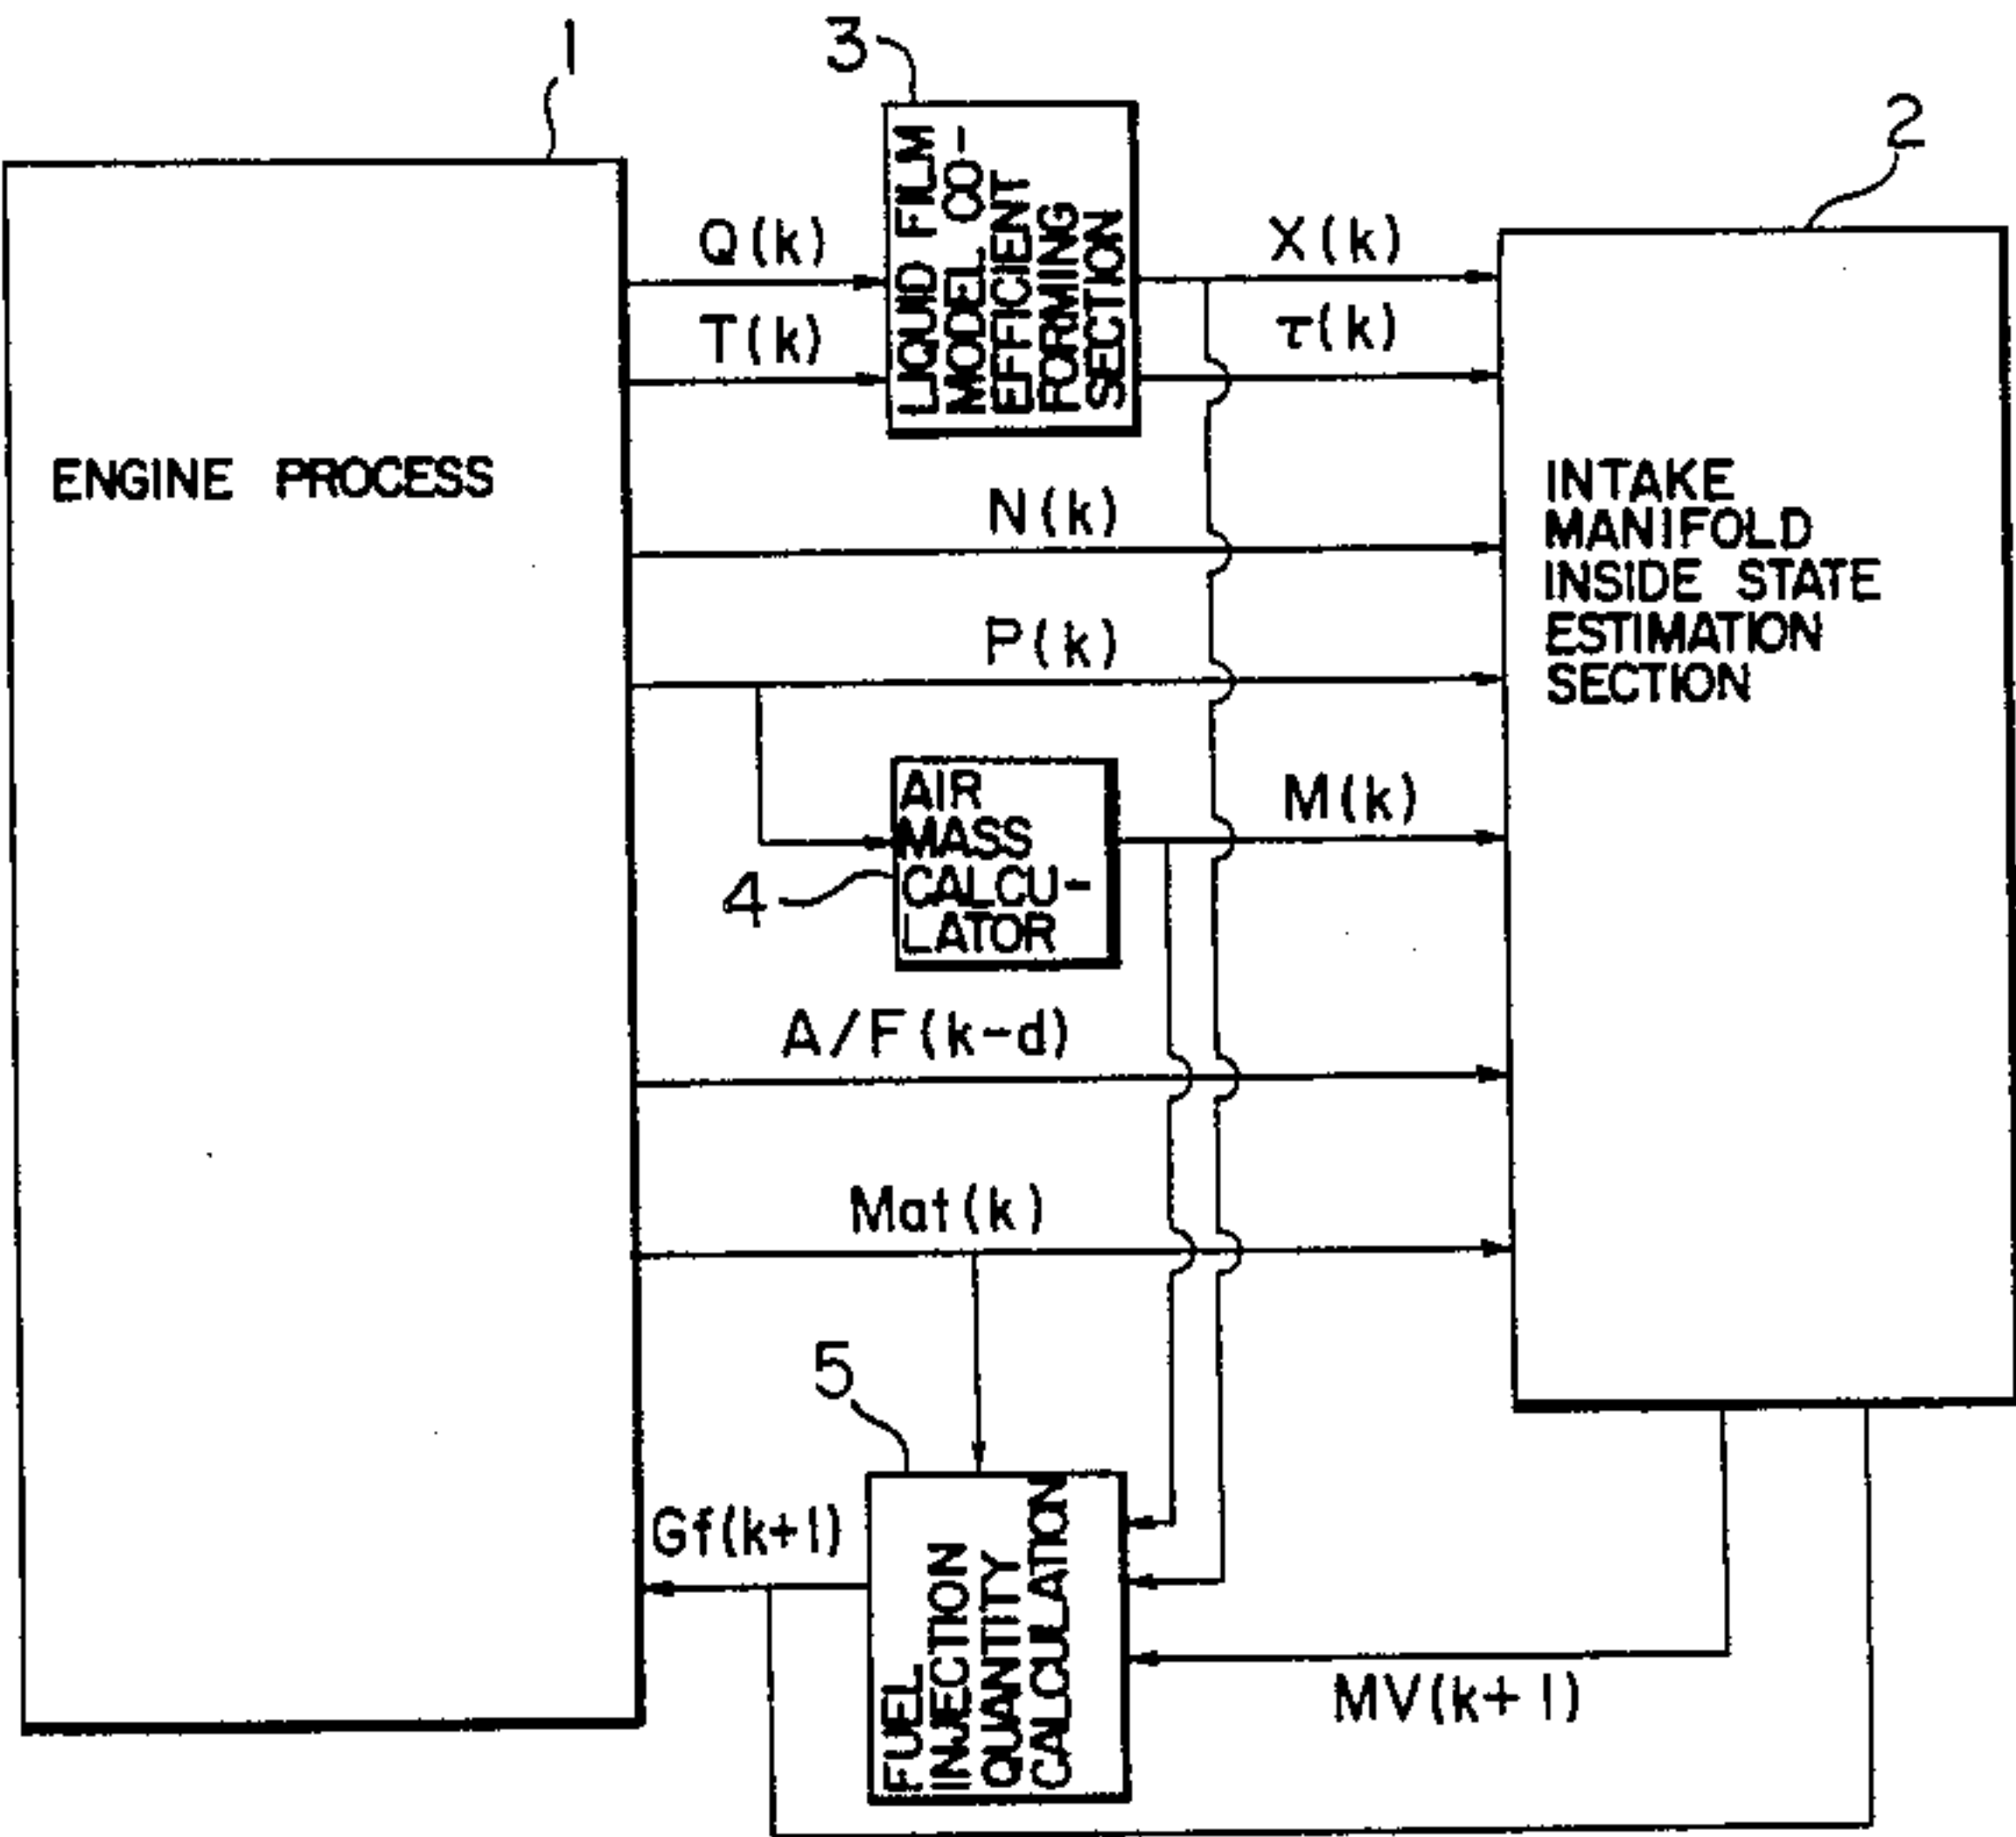 1
3
2
LIQUID FILM
MODEL CO-
EFFICIENT
FORMING
SECTION
Q(k)
T(k)
X(k)
τ(k)
ENGINE PROCESS
N(k)
INTAKE
MANIFOLD
INSIDE STATE
ESTIMATION
SECTION
P(k)
AIR
MASS
CALCU-
LATOR
M(k)
4
A/F(k-d)
Mat(k)
5
Gf(k+1)
FUEL
INJECTION
QUANTITY
CALCULATION
MV(k+1)